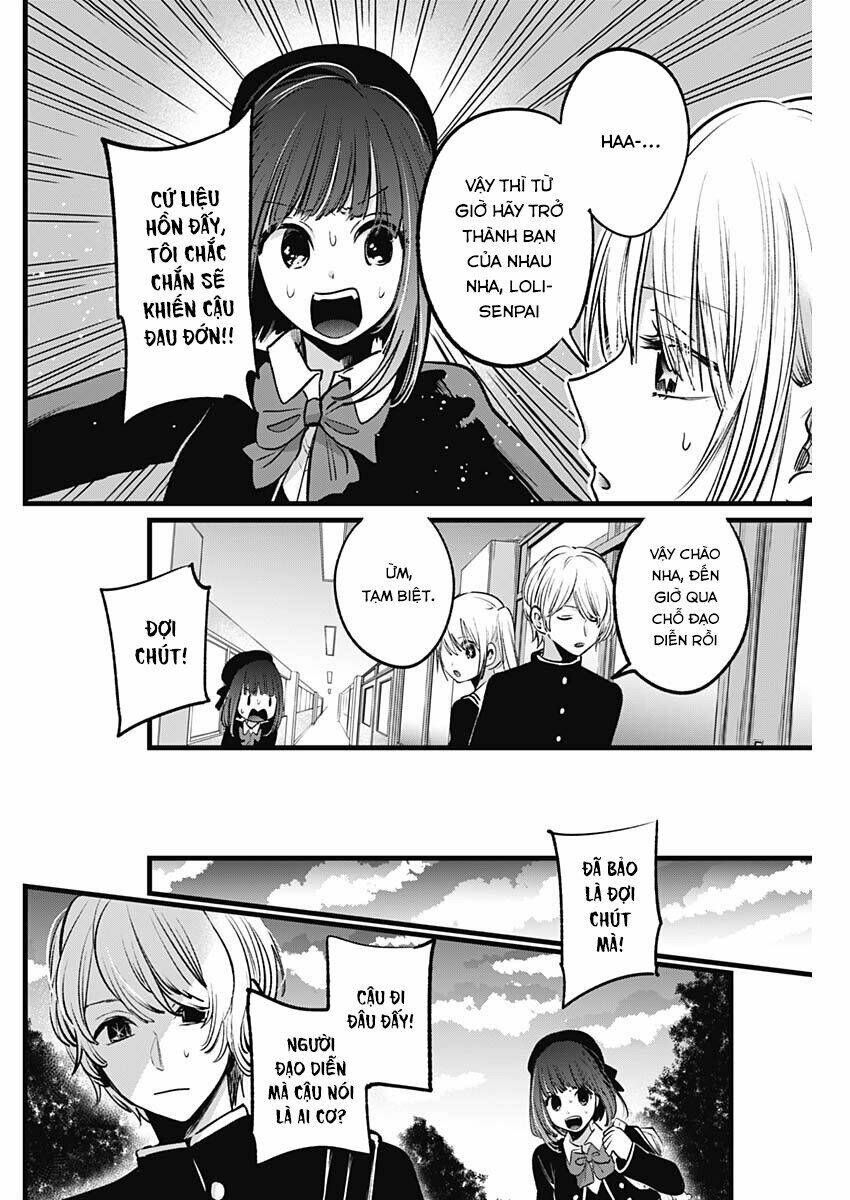 HAA-...
VẬY THÌ TỪ
GIỜ HÃY TRỞ
THÀNH BẠN
CỦA NHAU
NHA, LOLI-
SENPAI
CỨ LIỆU
HỒN ĐẤY,
TÔI CHẮC
CHẮN SẼ
KHIẾN CẬU
ĐAU ĐỚN!!
VẬY CHÀO
NHA, ĐẾN
GIỜ QUA
CHỖ ĐẠO
DIỄN RỒI
ỪM,
TẠM BIỆT.
ĐỢI
CHÚT!
ĐÃ BẢO
LÀ ĐỢI
CHÚT
MÀ!
CẬU ĐI
ĐÂU ĐẤY!
NGƯỜI
ĐẠO DIỄN
MÀ CẬU NÓI
LÀ AI CƠ?